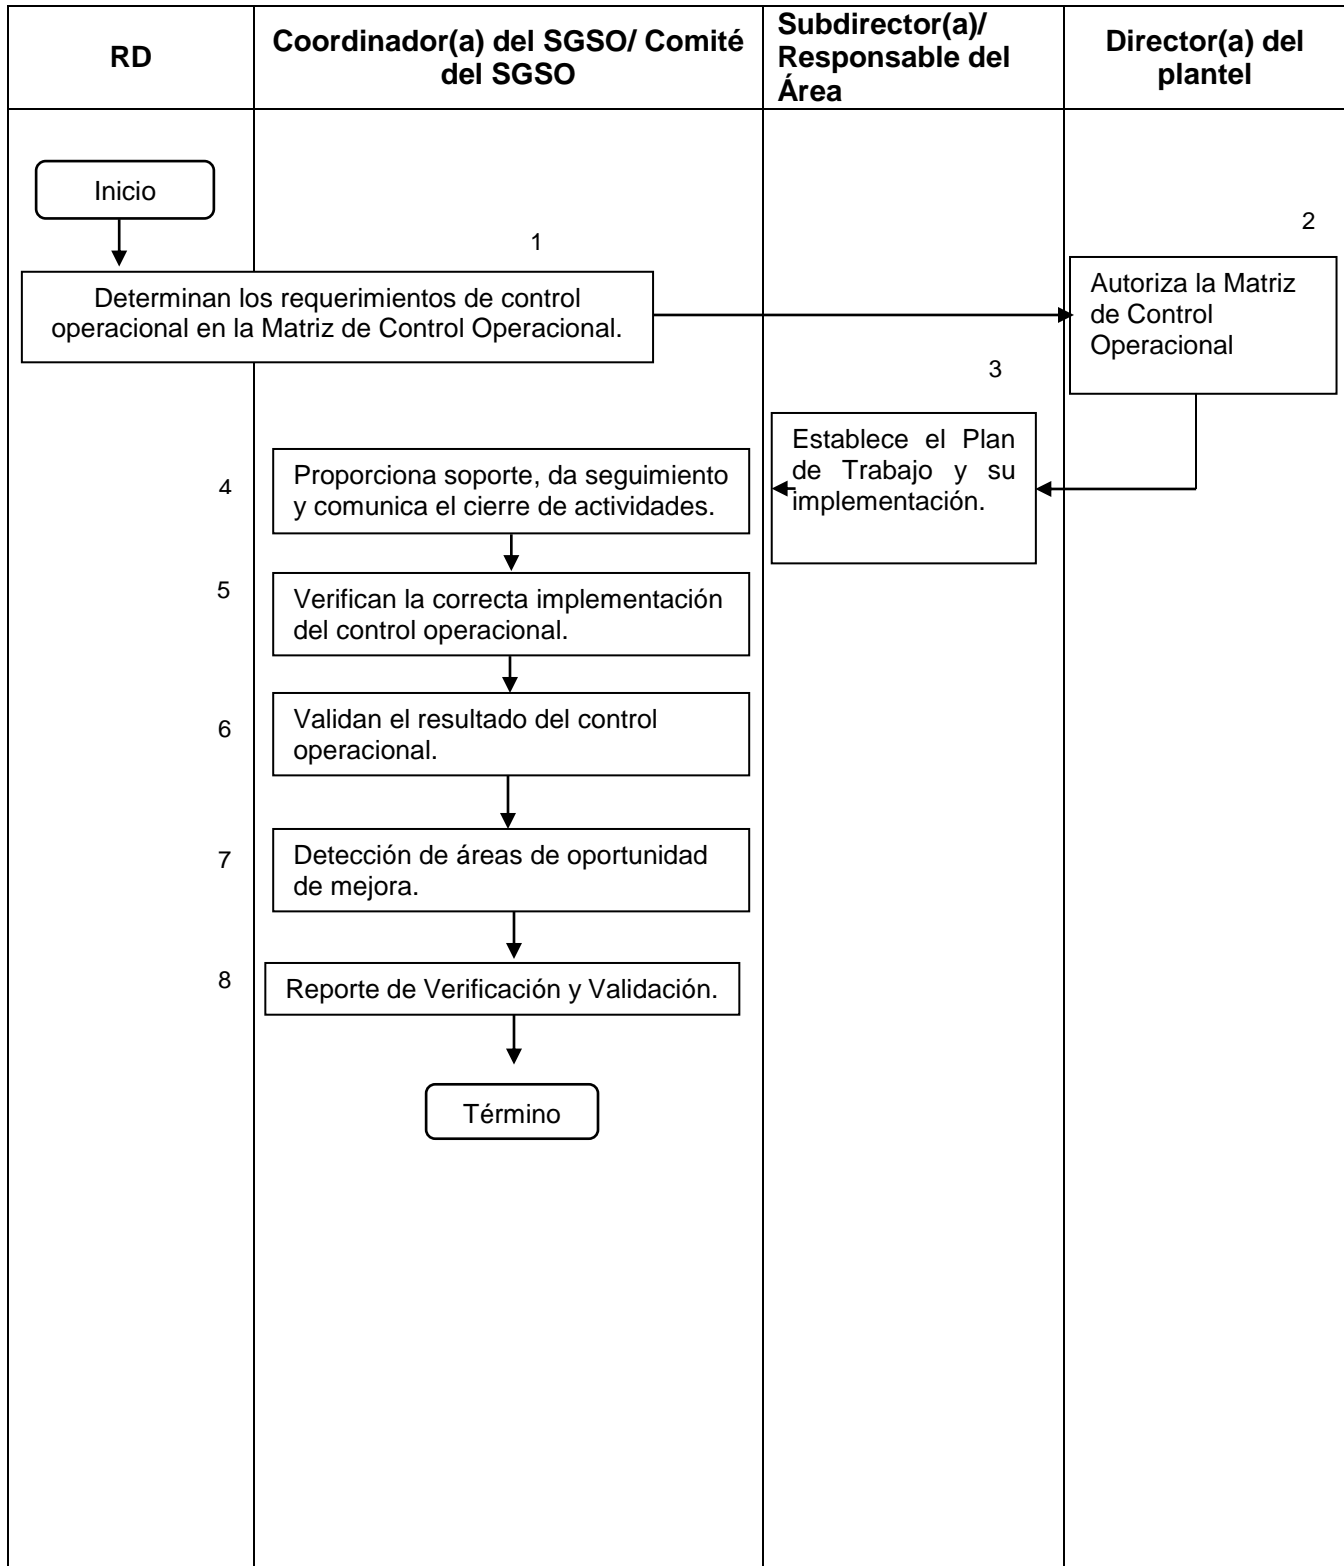 RD
Coordinador(a) del SGSO/ Comité
del SGSO
Subdirector(a)/
Responsable del
Área
Director(a) del
plantel
Inicio
1
Determinan los requerimientos de control
operacional en la Matriz de Control Operacional.
2
Autoriza la Matriz
de Control
Operacional
3
Establece el Plan
de Trabajo y su
implementación.
4
Proporciona soporte, da seguimiento
y comunica el cierre de actividades.
5
Verifican la correcta implementación
del control operacional.
6
Validan el resultado del control
operacional.
7
Detección de áreas de oportunidad
de mejora.
8
Reporte de Verificación y Validación.
Término